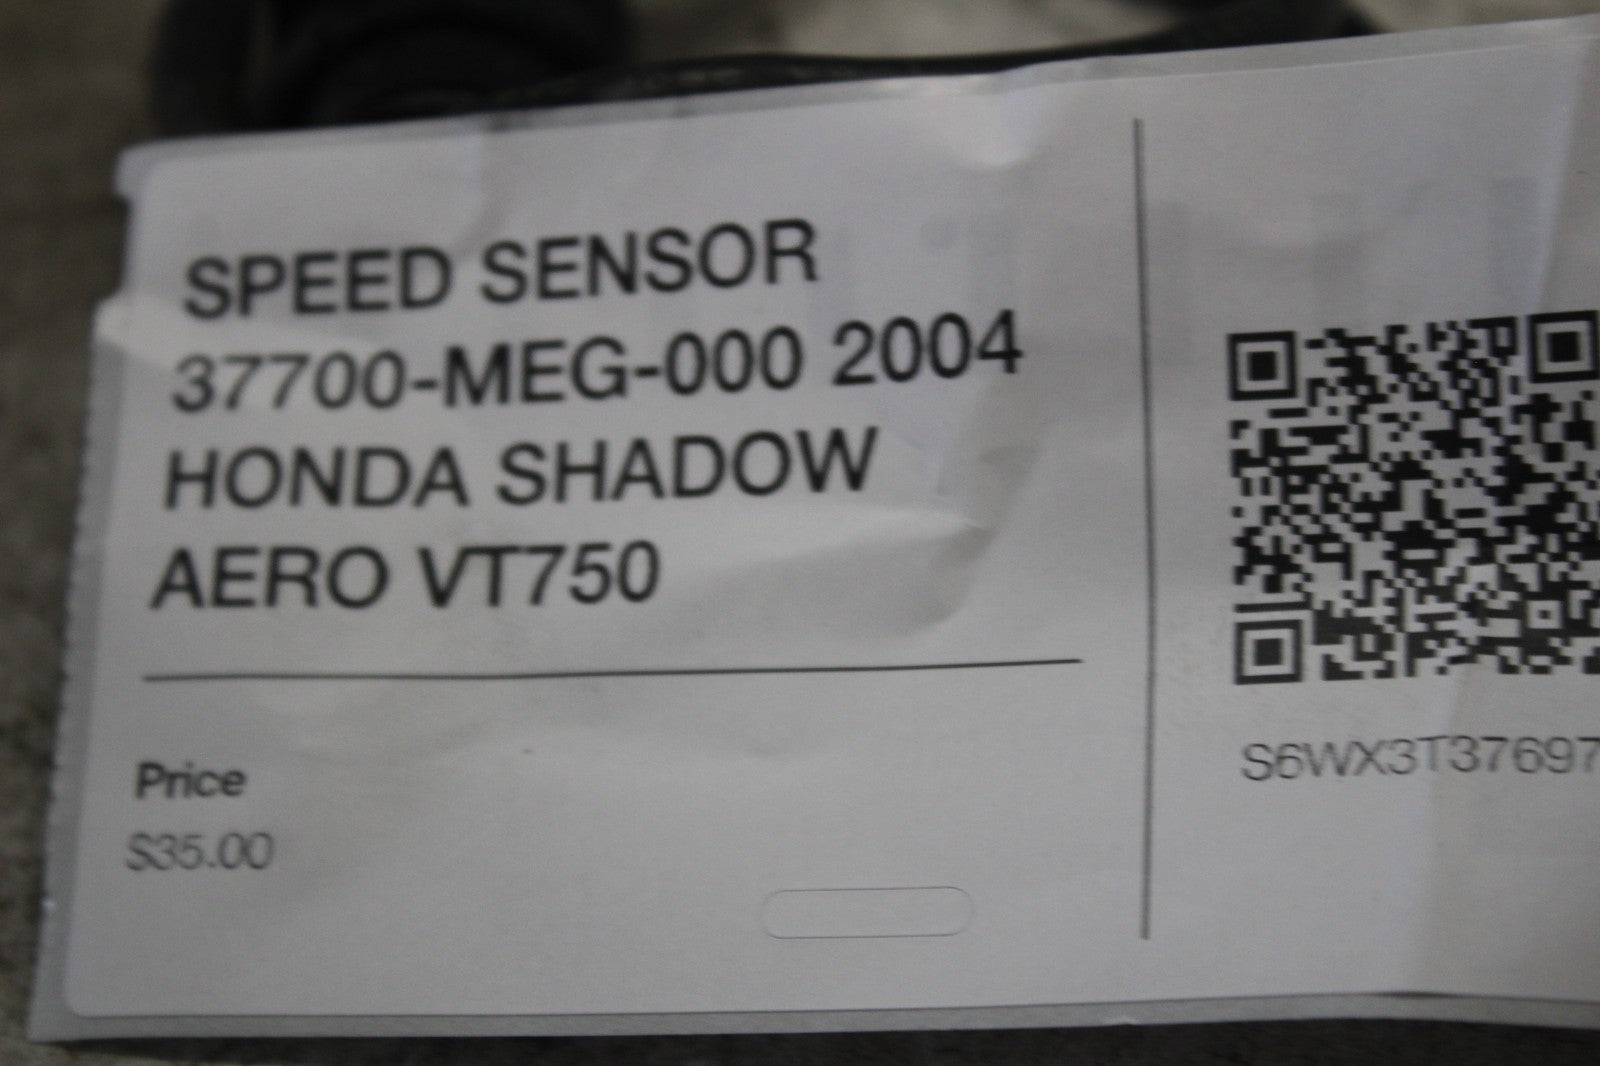 SPEED SENSOR
37700-MEG-000 2004
HONDA SHADOW
AERO VT750
Price
$35.00
S6WX3T37697